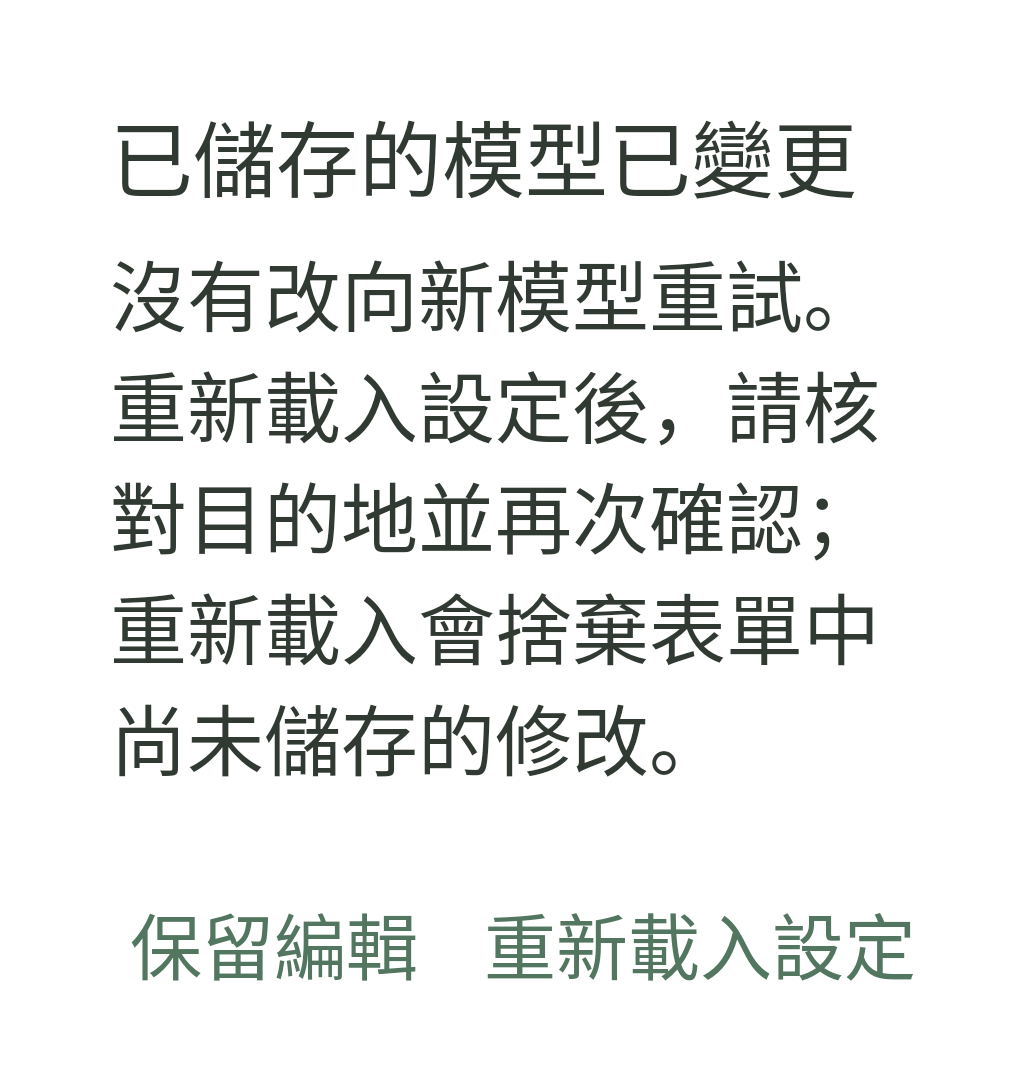 已儲存的模型已變更
沒有改向新模型重試。
重新載入設定後，請核
對目的地並再次確認；
重新載入會捨棄表單中
尚未儲存的修改。
保留編輯 重新載入設定